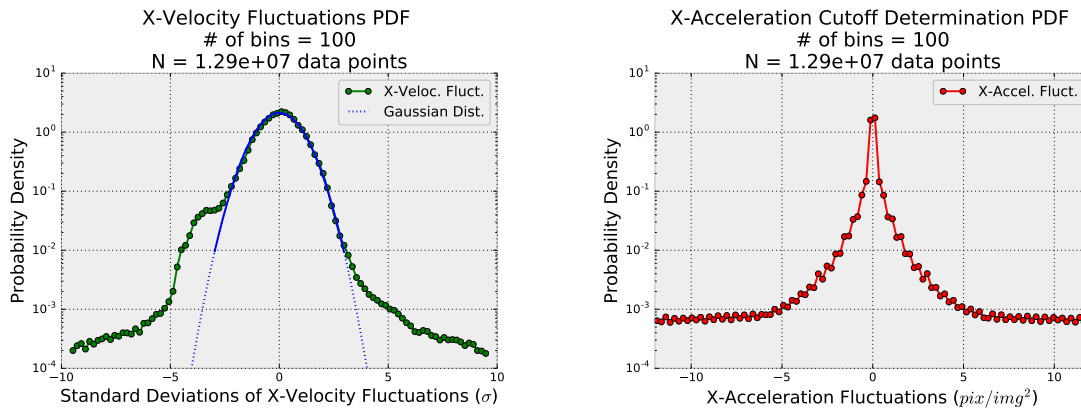 X-Velocity Fluctuations PDF
# of bins = 100
N = 1.29e+07 data points
10^1
10^0
10^-1
10^-2
10^-3
10^-4
Probability Density
X-Veloc. Fluct.
Gaussian Dist.
−10
−5
0
5
10
Standard Deviations of X-Velocity Fluctuations (σ)
X-Acceleration Cutoff Determination PDF
# of bins = 100
N = 1.29e+07 data points
10^1
10^0
10^-1
10^-2
10^-3
10^-4
Probability Density
X-Accel. Fluct.
−10
−5
0
5
10
X-Acceleration Fluctuations (pix/img^2)